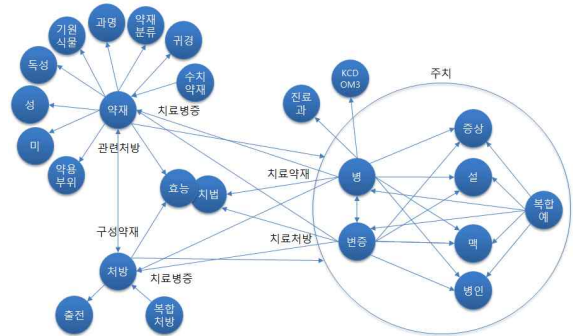 과명
약재
분류
기원
식물
귀경
독성
수치
약재
성
약재
치료병증
미
관련처방
약용
부위
효능
치법
구성약재
처방
치료병증
출전
복합
처방
주치
KCD
OM3
진료
과
증상
병
설
치료약재
복합
예
변증
치료처방
맥
병인